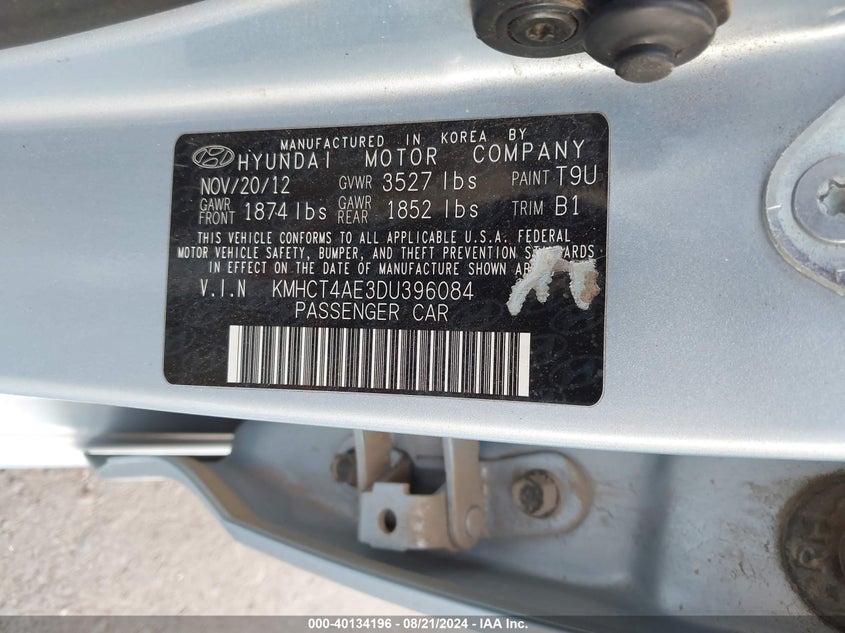 MANUFACTURED IN KOREA BY
HYUNDAI MOTOR COMPANY
NOV/20/12 GVWR 3527 lbs PAINT T9U
GAWR FRONT 1874 lbs GAWR REAR 1852 lbs TRIM B1
THIS VEHICLE CONFORMS TO ALL APPLICABLE U.S.A. FEDERAL
MOTOR VEHICLE SAFETY, BUMPER, AND THEFT PREVENTION STANDARDS
IN EFFECT ON THE DATE OF MANUFACTURE SHOWN
V.I.N KMHCT4AE3DU396084
PASSENGER CAR
RH
000-40134196 - 08/21/2024 - IAA Inc.